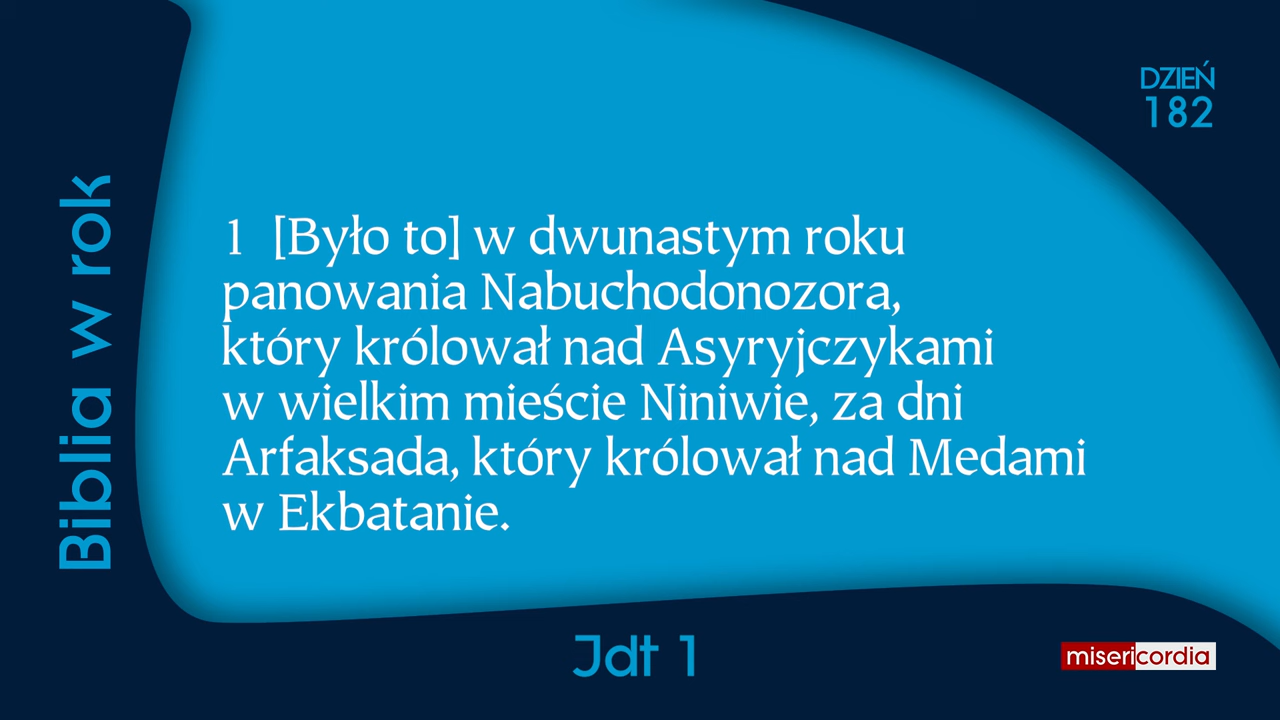 DZIEŃ
182
Biblia w rok
1 [Było to] w dwunastym roku
panowania Nabuchodonozora,
który królował nad Asyryjczykami
w wielkim mieście Niniwie, za dni
Arfaksada, który królował nad Medami
w Ekbatanie.
Jdt 1
misericordia